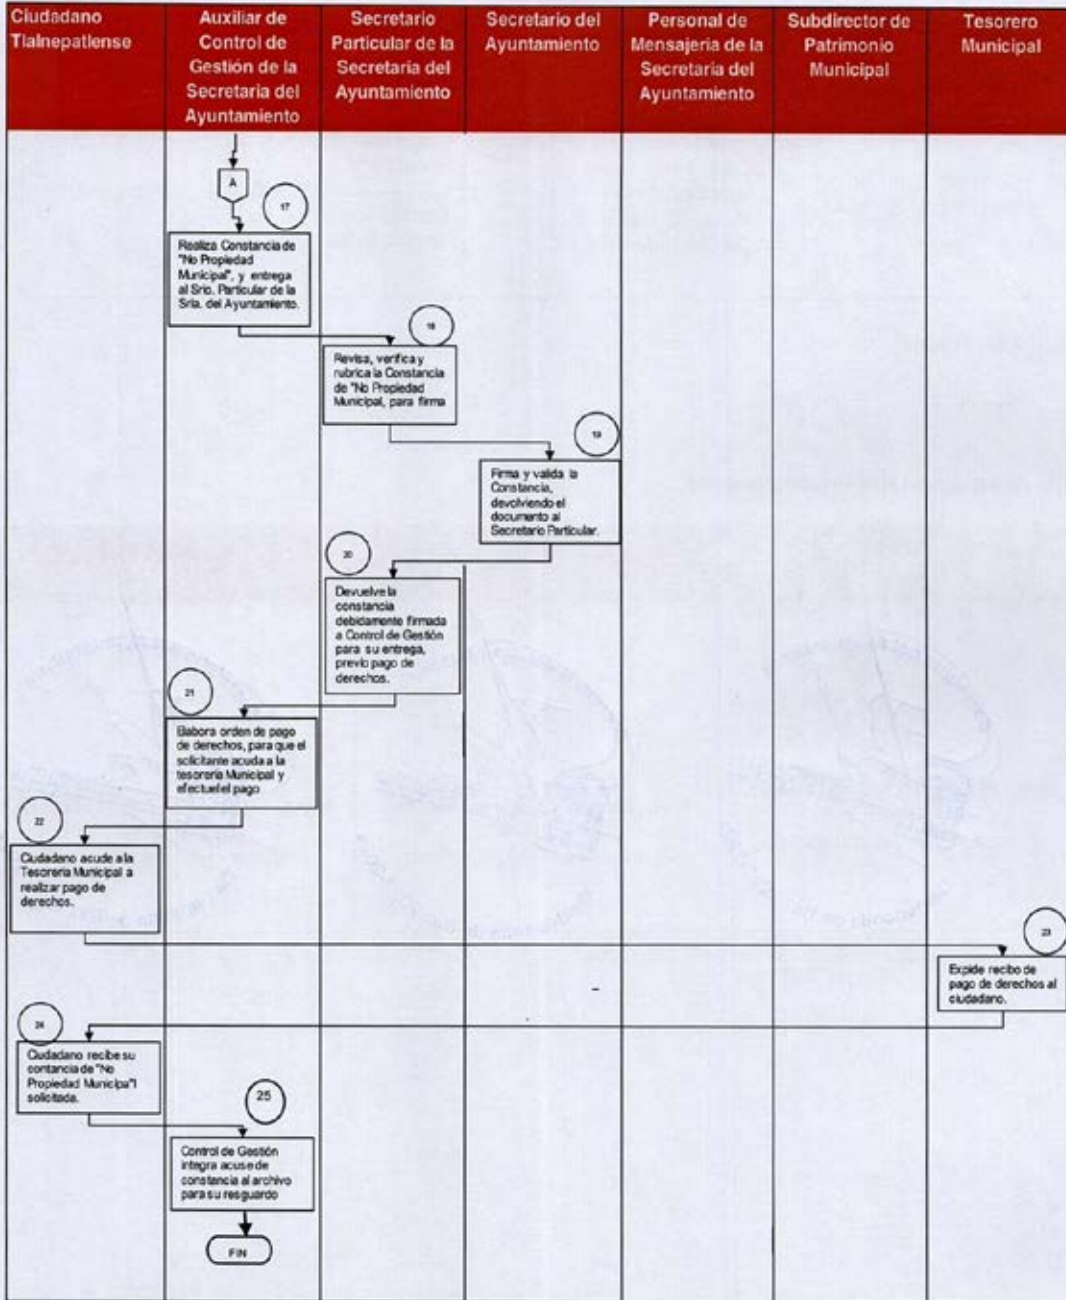 Ciudadano
Tlalnepatlense
Auxiliar de
Control de
Gestión de la
Secretaria del
Ayuntamiento
Secretario
Particular de la
Secretaria del
Ayuntamiento
Secretario del
Ayuntamiento
Personal de
Mensajería de la
Secretaria del
Ayuntamiento
Subdirector de
Patrimonio
Municipal
Tesorero
Municipal
A
17
Realiza Constancia de
"No Propiedad
Municipal", y entrega
al Srio. Particular de la
Sria. del Ayuntamiento.
18
Revisa, verifica y
rubrica la Constancia
de "No Propiedad
Municipal, para firma
19
Firma y valida la
Constancia,
devolviendo el
documento al
Secretario Particular.
20
Devuelve la
constancia
debidamente firmada
a Control de Gestión
para su entrega,
previo pago de
derechos.
21
Elabora orden de pago
de derechos, para que el
solicitante acuda a la
tesorería Municipal y
efectue el pago
22
Ciudadano acude a la
Tesorería Municipal a
realizar pago de
derechos.
23
Expide recibo de
pago de derechos al
ciudadano.
24
Ciudadano recibe su
contancia de "No
Propiedad Municipa"l
solicitada.
25
Control de Gestión
integra acuse de
constancia al archivo
para su resguardo
FIN